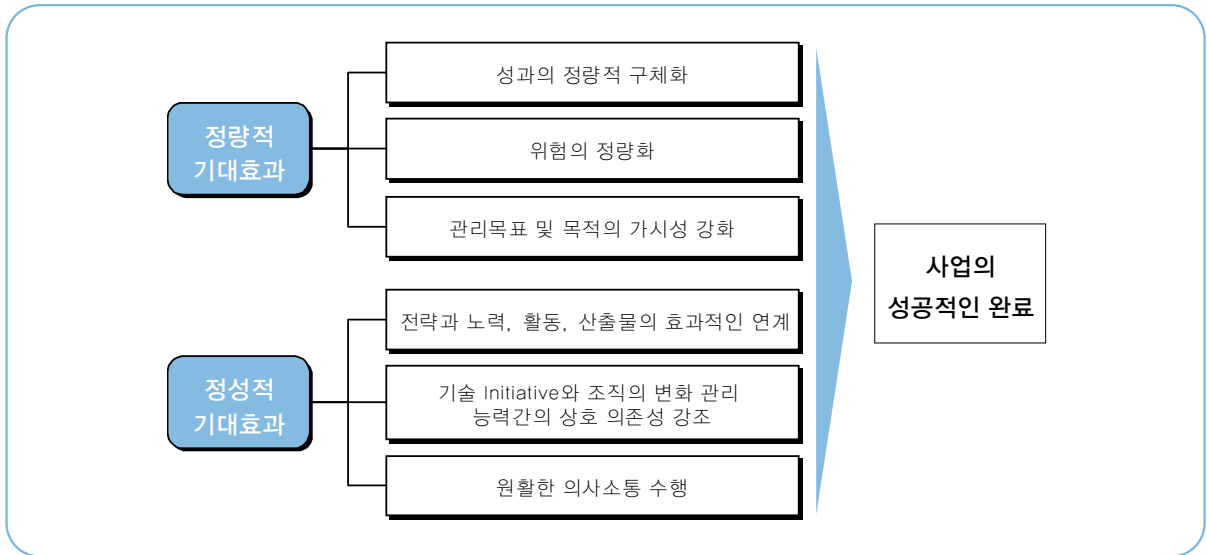 정량적
기대효과
성과의 정량적 구체화
위험의 정량화
관리목표 및 목적의 가시성 강화
정성적
기대효과
전략과 노력, 활동, 산출물의 효과적인 연계
기술 Initiative와 조직의 변화 관리
능력간의 상호 의존성 강조
원활한 의사소통 수행
사업의
성공적인 완료